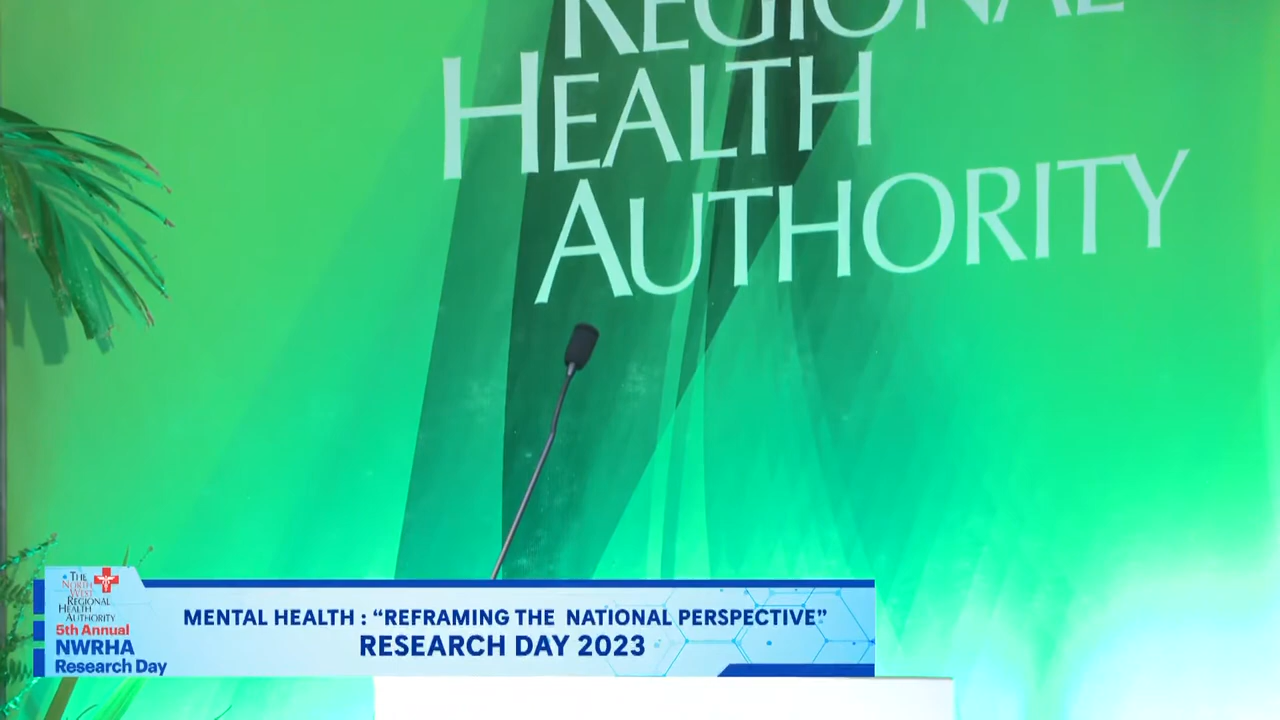 REGIONAL
HEALTH
AUTHORITY
THE
NORTH
WEST
REGIONAL
HEALTH
AUTHORITY
5th Annual
NWRHA
Research Day
MENTAL HEALTH : “REFRAMING THE NATIONAL PERSPECTIVE”
RESEARCH DAY 2023